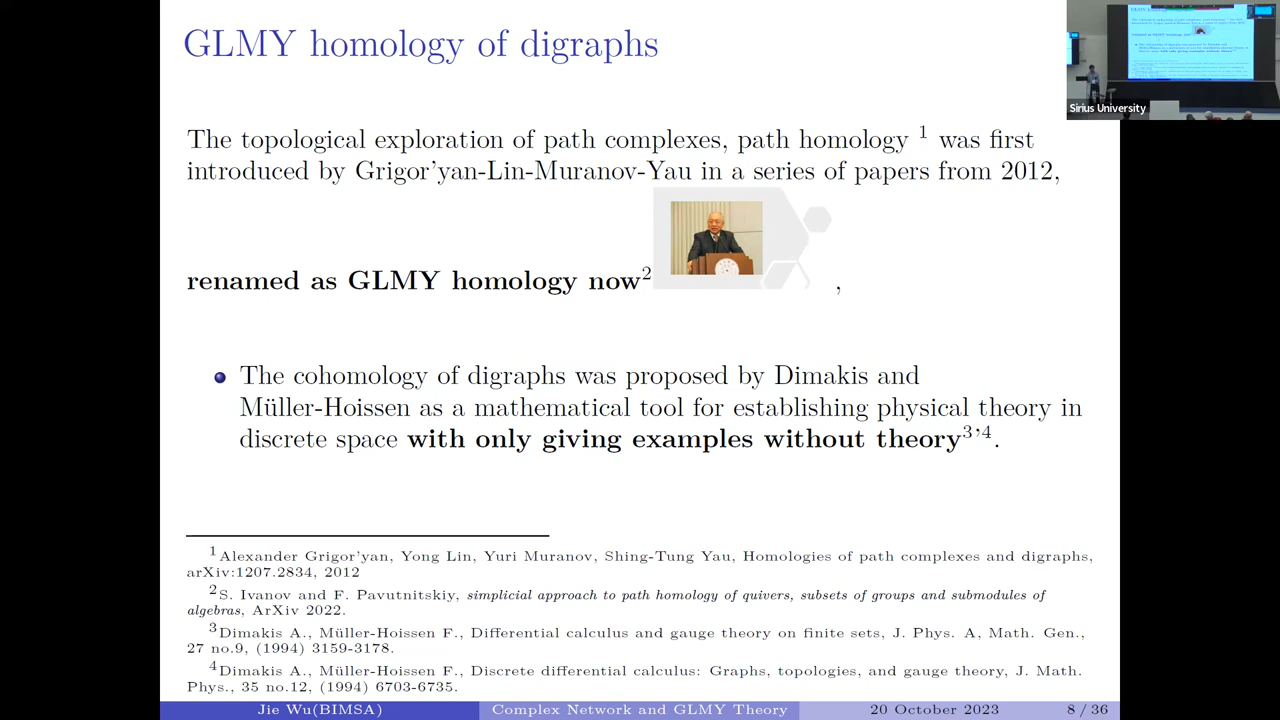 GLMY homology of digraphs
Sirius University
The topological exploration of path complexes, path homology ¹ was first
introduced by Grigor'yan-Lin-Muranov-Yau in a series of papers from 2012,
renamed as GLMY homology now² ,
The cohomology of digraphs was proposed by Dimakis and
Müller-Hoissen as a mathematical tool for establishing physical theory in
discrete space with only giving examples without theory³’⁴.
¹Alexander Grigor'yan, Yong Lin, Yuri Muranov, Shing-Tung Yau, Homologies of path complexes and digraphs,
arXiv:1207.2834, 2012
²S. Ivanov and F. Pavutnitskiy, simplicial approach to path homology of quivers, subsets of groups and submodules of
algebras, ArXiv 2022.
³Dimakis A., Müller-Hoissen F., Differential calculus and gauge theory on finite sets, J. Phys. A, Math. Gen.,
27 no.9, (1994) 3159-3178.
⁴Dimakis A., Müller-Hoissen F., Discrete differential calculus: Graphs, topologies, and gauge theory, J. Math.
Phys., 35 no.12, (1994) 6703-6735.
Jie Wu(BIMSA) Complex Network and GLMY Theory 20 October 2023 8 / 36